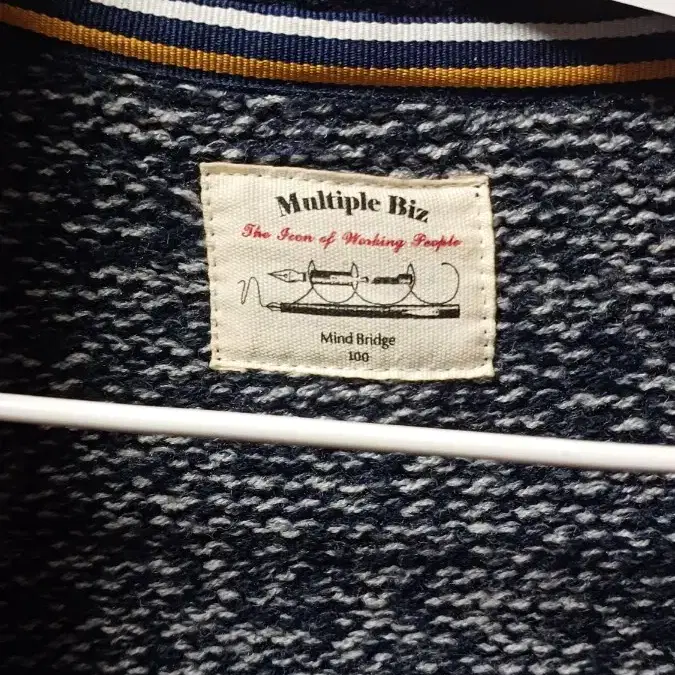 Multiple Biz
The Icon of Working People
Mind Bridge
100